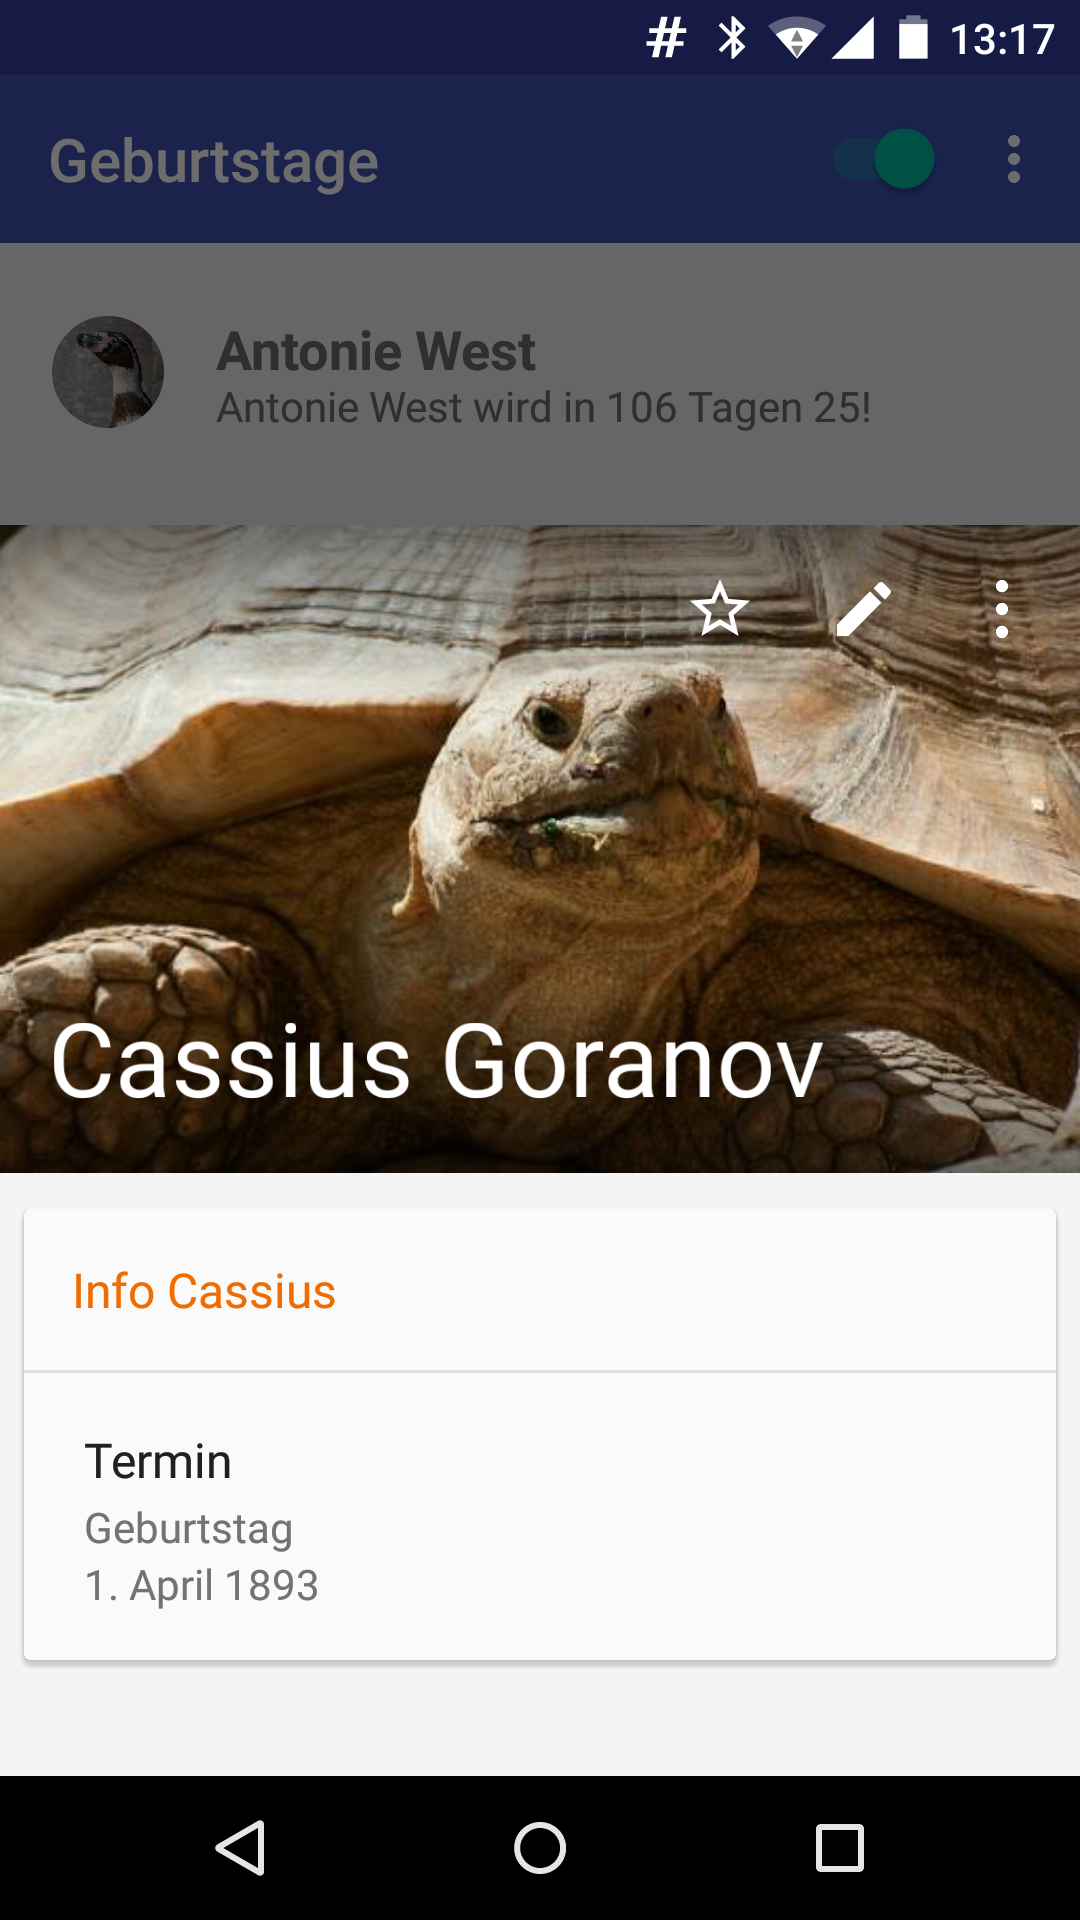 # 13:17
Geburtstage
Antonie West
Antonie West wird in 106 Tagen 25!
Cassius Goranov
Info Cassius
Termin
Geburtstag
1. April 1893